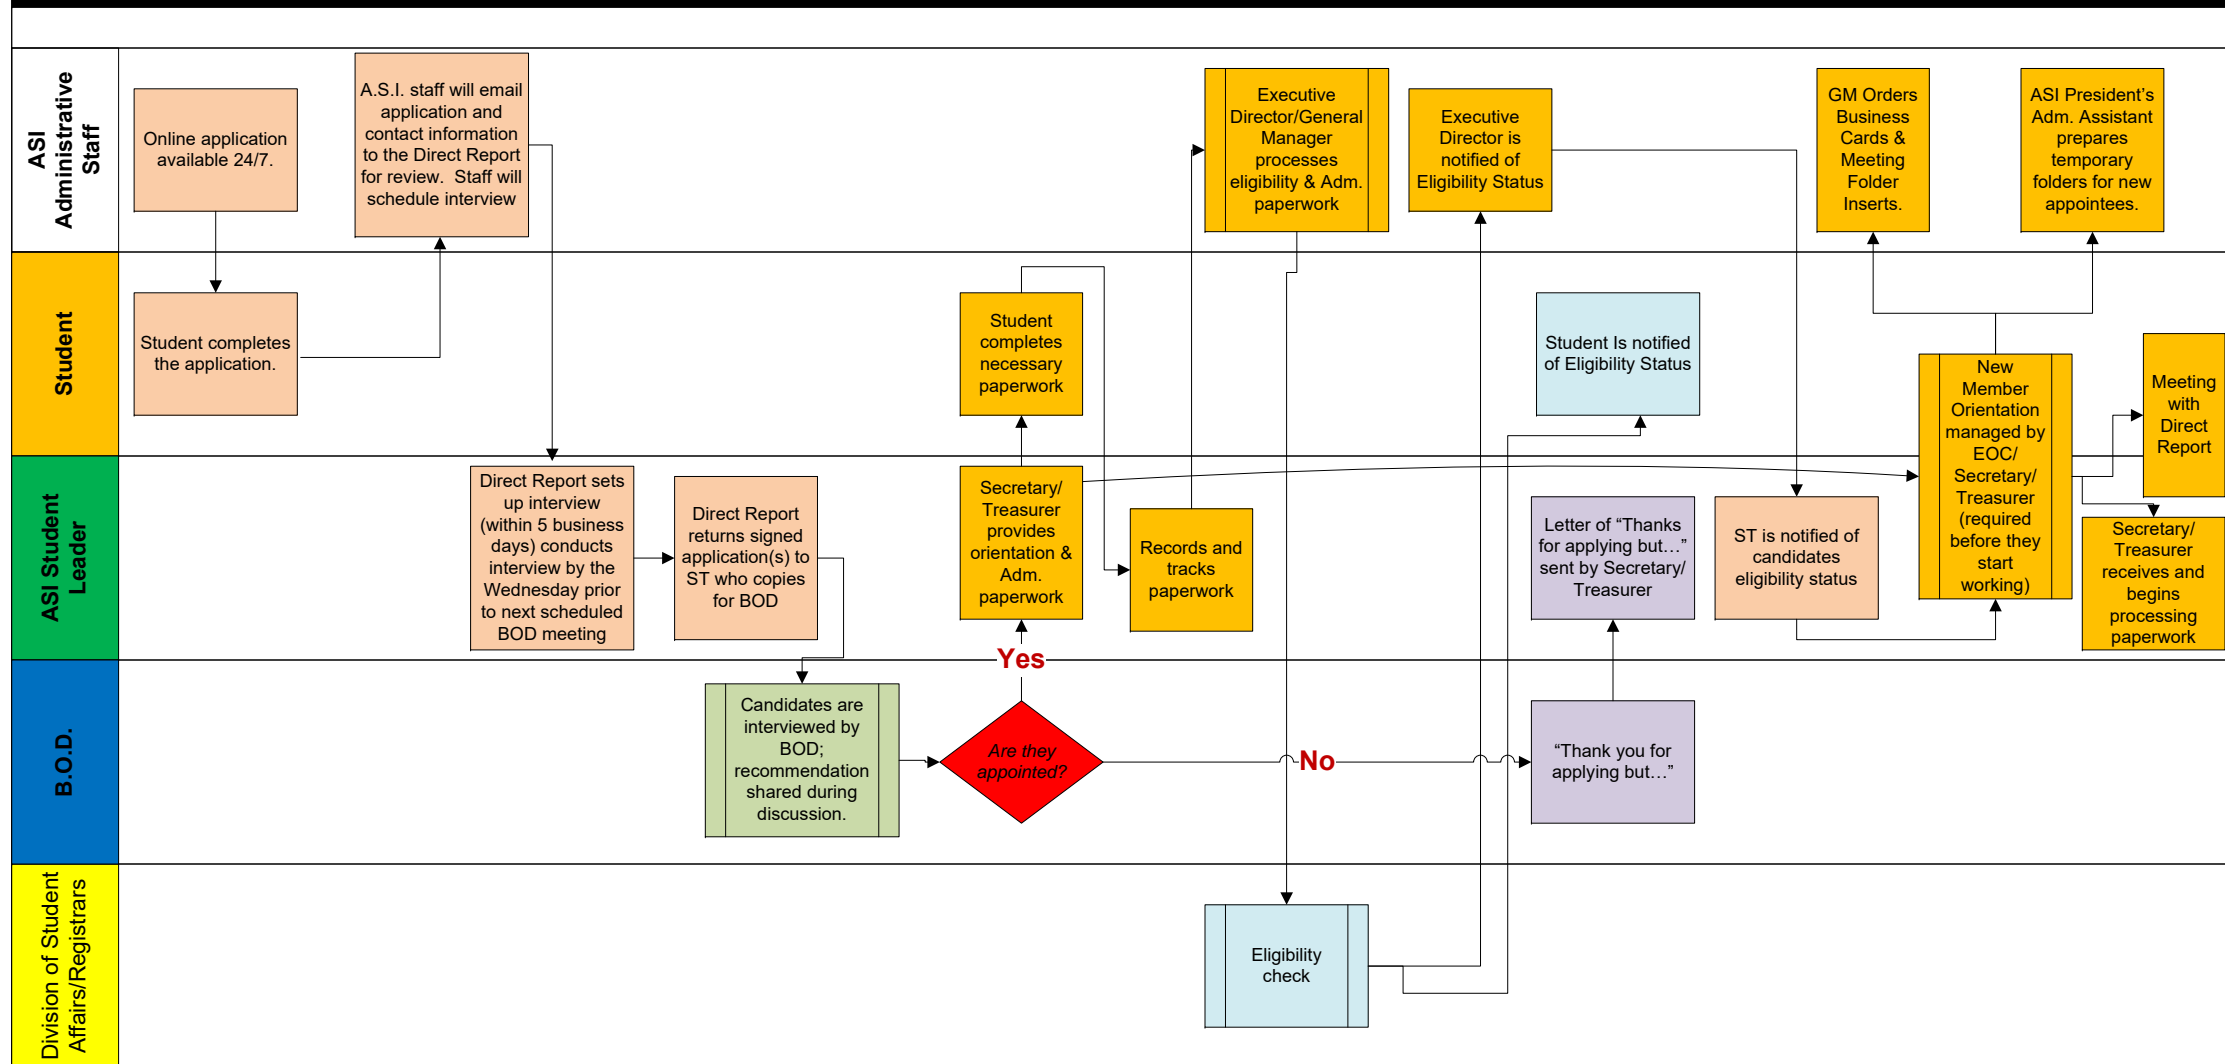 ASI
Administrative
Staff
Online application
available 24/7.
A.S.I. staff will email
application and
contact information
to the Direct Report
for review.  Staff will
schedule interview
Executive
Director/General
Manager
processes
eligibility & Adm.
paperwork
Executive
Director is
notified of
Eligibility Status
GM Orders
Business
Cards &
Meeting
Folder
Inserts.
ASI President’s
Adm. Assistant
prepares
temporary
folders for new
appointees.
Student
Student completes
the application.
Student
completes
necessary
paperwork
Student Is notified
of Eligibility Status
New
Member
Orientation
managed by
EOC/
Secretary/
Treasurer
(required
before they
start
working)
Meeting
with
Direct
Report
ASI Student
Leader
Direct Report sets
up interview
(within 5 business
days) conducts
interview by the
Wednesday prior
to next scheduled
BOD meeting
Direct Report
returns signed
application(s) to
ST who copies
for BOD
Secretary/
Treasurer
provides
orientation &
Adm.
paperwork
Records and
tracks
paperwork
Letter of “Thanks
for applying but…”
sent by Secretary/
Treasurer
ST is notified of
candidates
eligibility status
Secretary/
Treasurer
receives and
begins
processing
paperwork
Yes
B.O.D.
Candidates are
interviewed by
BOD;
recommendation
shared during
discussion.
Are they
appointed?
No
“Thank you for
applying but…”
Division of Student
Affairs/Registrars
Eligibility
check